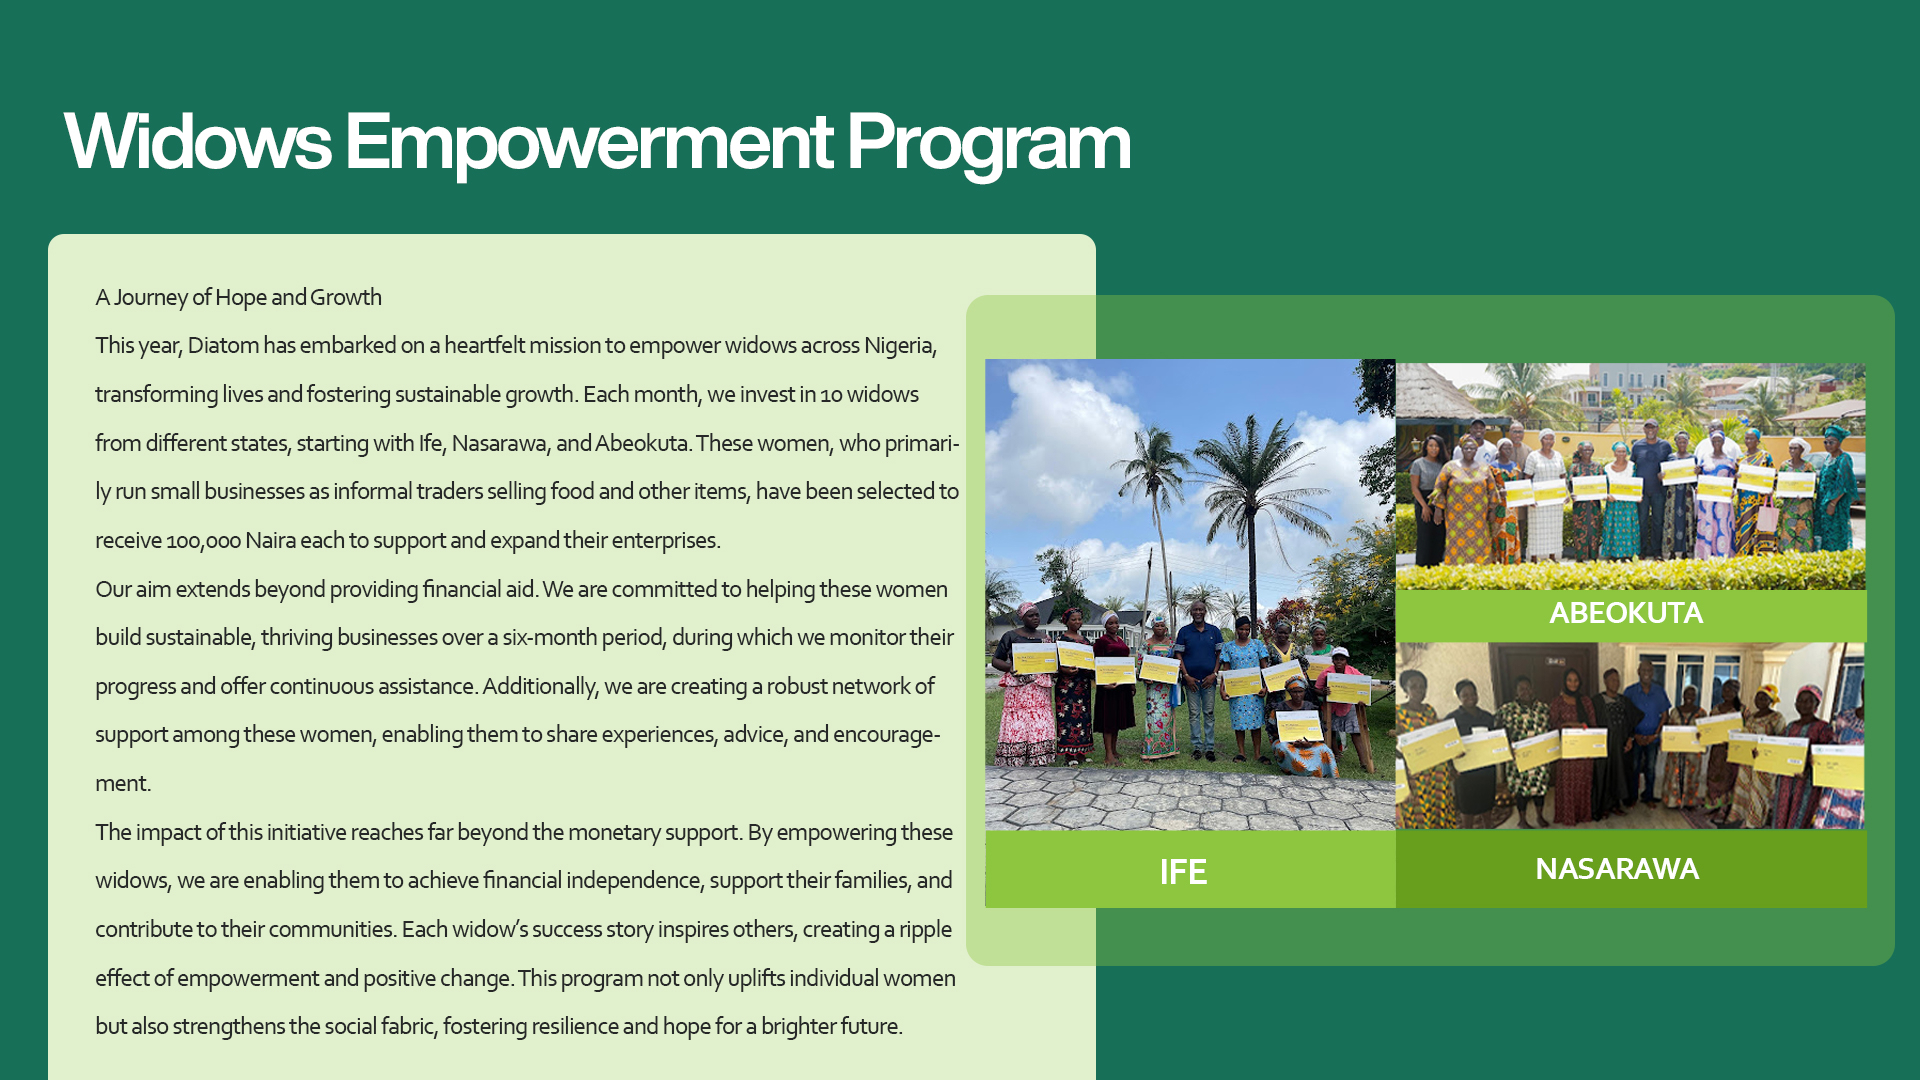 Widows Empowerment Program
A Journey of Hope and Growth
This year, Diatom has embarked on a heartfelt mission to empower widows across Nigeria,
transforming lives and fostering sustainable growth. Each month, we invest in 10 widows
from different states, starting with Ife, Nasarawa, and Abeokuta. These women, who primari-
ly run small businesses as informal traders selling food and other items, have been selected to
receive 100,000 Naira each to support and expand their enterprises.
Our aim extends beyond providing financial aid. We are committed to helping these women
build sustainable, thriving businesses over a six-month period, during which we monitor their
progress and offer continuous assistance. Additionally, we are creating a robust network of
support among these women, enabling them to share experiences, advice, and encourage-
ment.
The impact of this initiative reaches far beyond the monetary support. By empowering these
widows, we are enabling them to achieve financial independence, support their families, and
contribute to their communities. Each widow’s success story inspires others, creating a ripple
effect of empowerment and positive change. This program not only uplifts individual women
but also strengthens the social fabric, fostering resilience and hope for a brighter future.
ABEOKUTA
IFE
NASARAWA